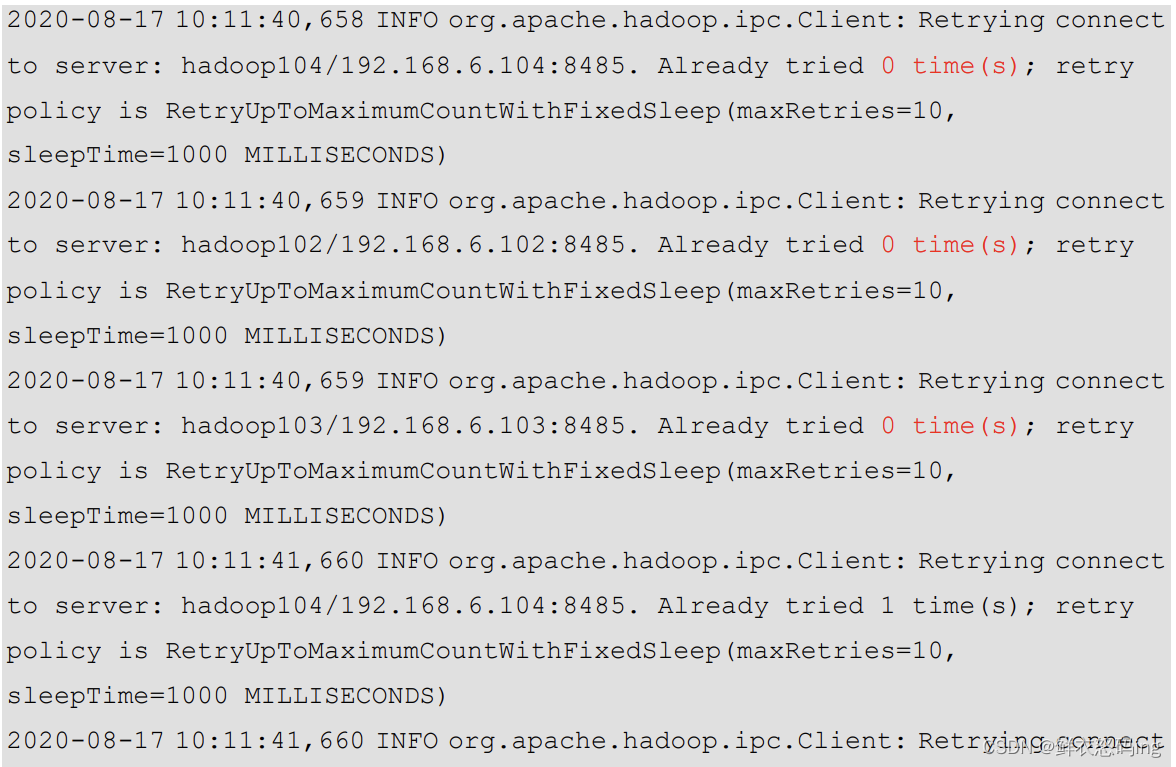 2020-08-17 10:11:40,658 INFO org.apache.hadoop.ipc.Client: Retrying connect
to server: hadoop104/192.168.6.104:8485. Already tried 0 time(s); retry
policy is RetryUpToMaximumCountWithFixedSleep(maxRetries=10,
sleepTime=1000 MILLISECONDS)
2020-08-17 10:11:40,659 INFO org.apache.hadoop.ipc.Client: Retrying connect
to server: hadoop102/192.168.6.102:8485. Already tried 0 time(s); retry
policy is RetryUpToMaximumCountWithFixedSleep(maxRetries=10,
sleepTime=1000 MILLISECONDS)
2020-08-17 10:11:40,659 INFO org.apache.hadoop.ipc.Client: Retrying connect
to server: hadoop103/192.168.6.103:8485. Already tried 0 time(s); retry
policy is RetryUpToMaximumCountWithFixedSleep(maxRetries=10,
sleepTime=1000 MILLISECONDS)
2020-08-17 10:11:41,660 INFO org.apache.hadoop.ipc.Client: Retrying connect
to server: hadoop104/192.168.6.104:8485. Already tried 1 time(s); retry
policy is RetryUpToMaximumCountWithFixedSleep(maxRetries=10,
sleepTime=1000 MILLISECONDS)
2020-08-17 10:11:41,660 INFO org.apache.hadoop.ipc.Client: Retrying connect
CSDN